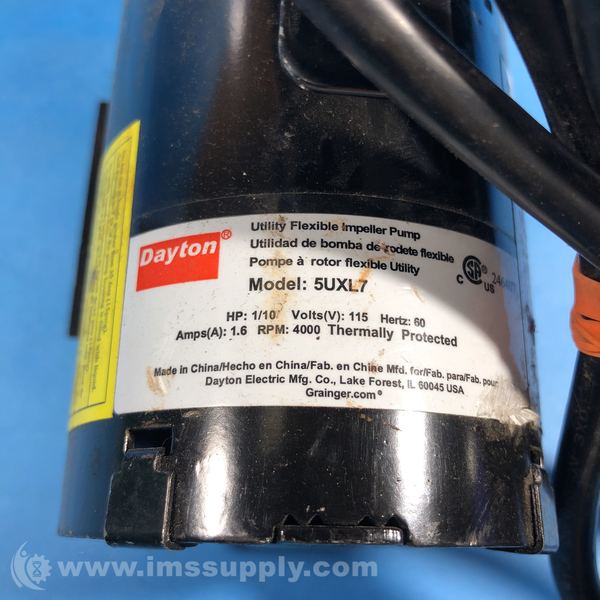 Dayton®
Utility Flexible Impeller Pump
Utilidad de bomba de rodete flexible
Pompe à rotor flexible Utility
Model: 5UXL7
C US
HP: 1/10 Volts(V): 115 Hertz: 60
Amps(A): 1.6 RPM: 4000 Thermally Protected
Made in China/Hecho en China/Fab. en Chine Mfd. for/Fab. para/Fab. pour
Dayton Electric Mfg. Co., Lake Forest, IL 60045 USA
Grainger.com®
www.imssupply.com